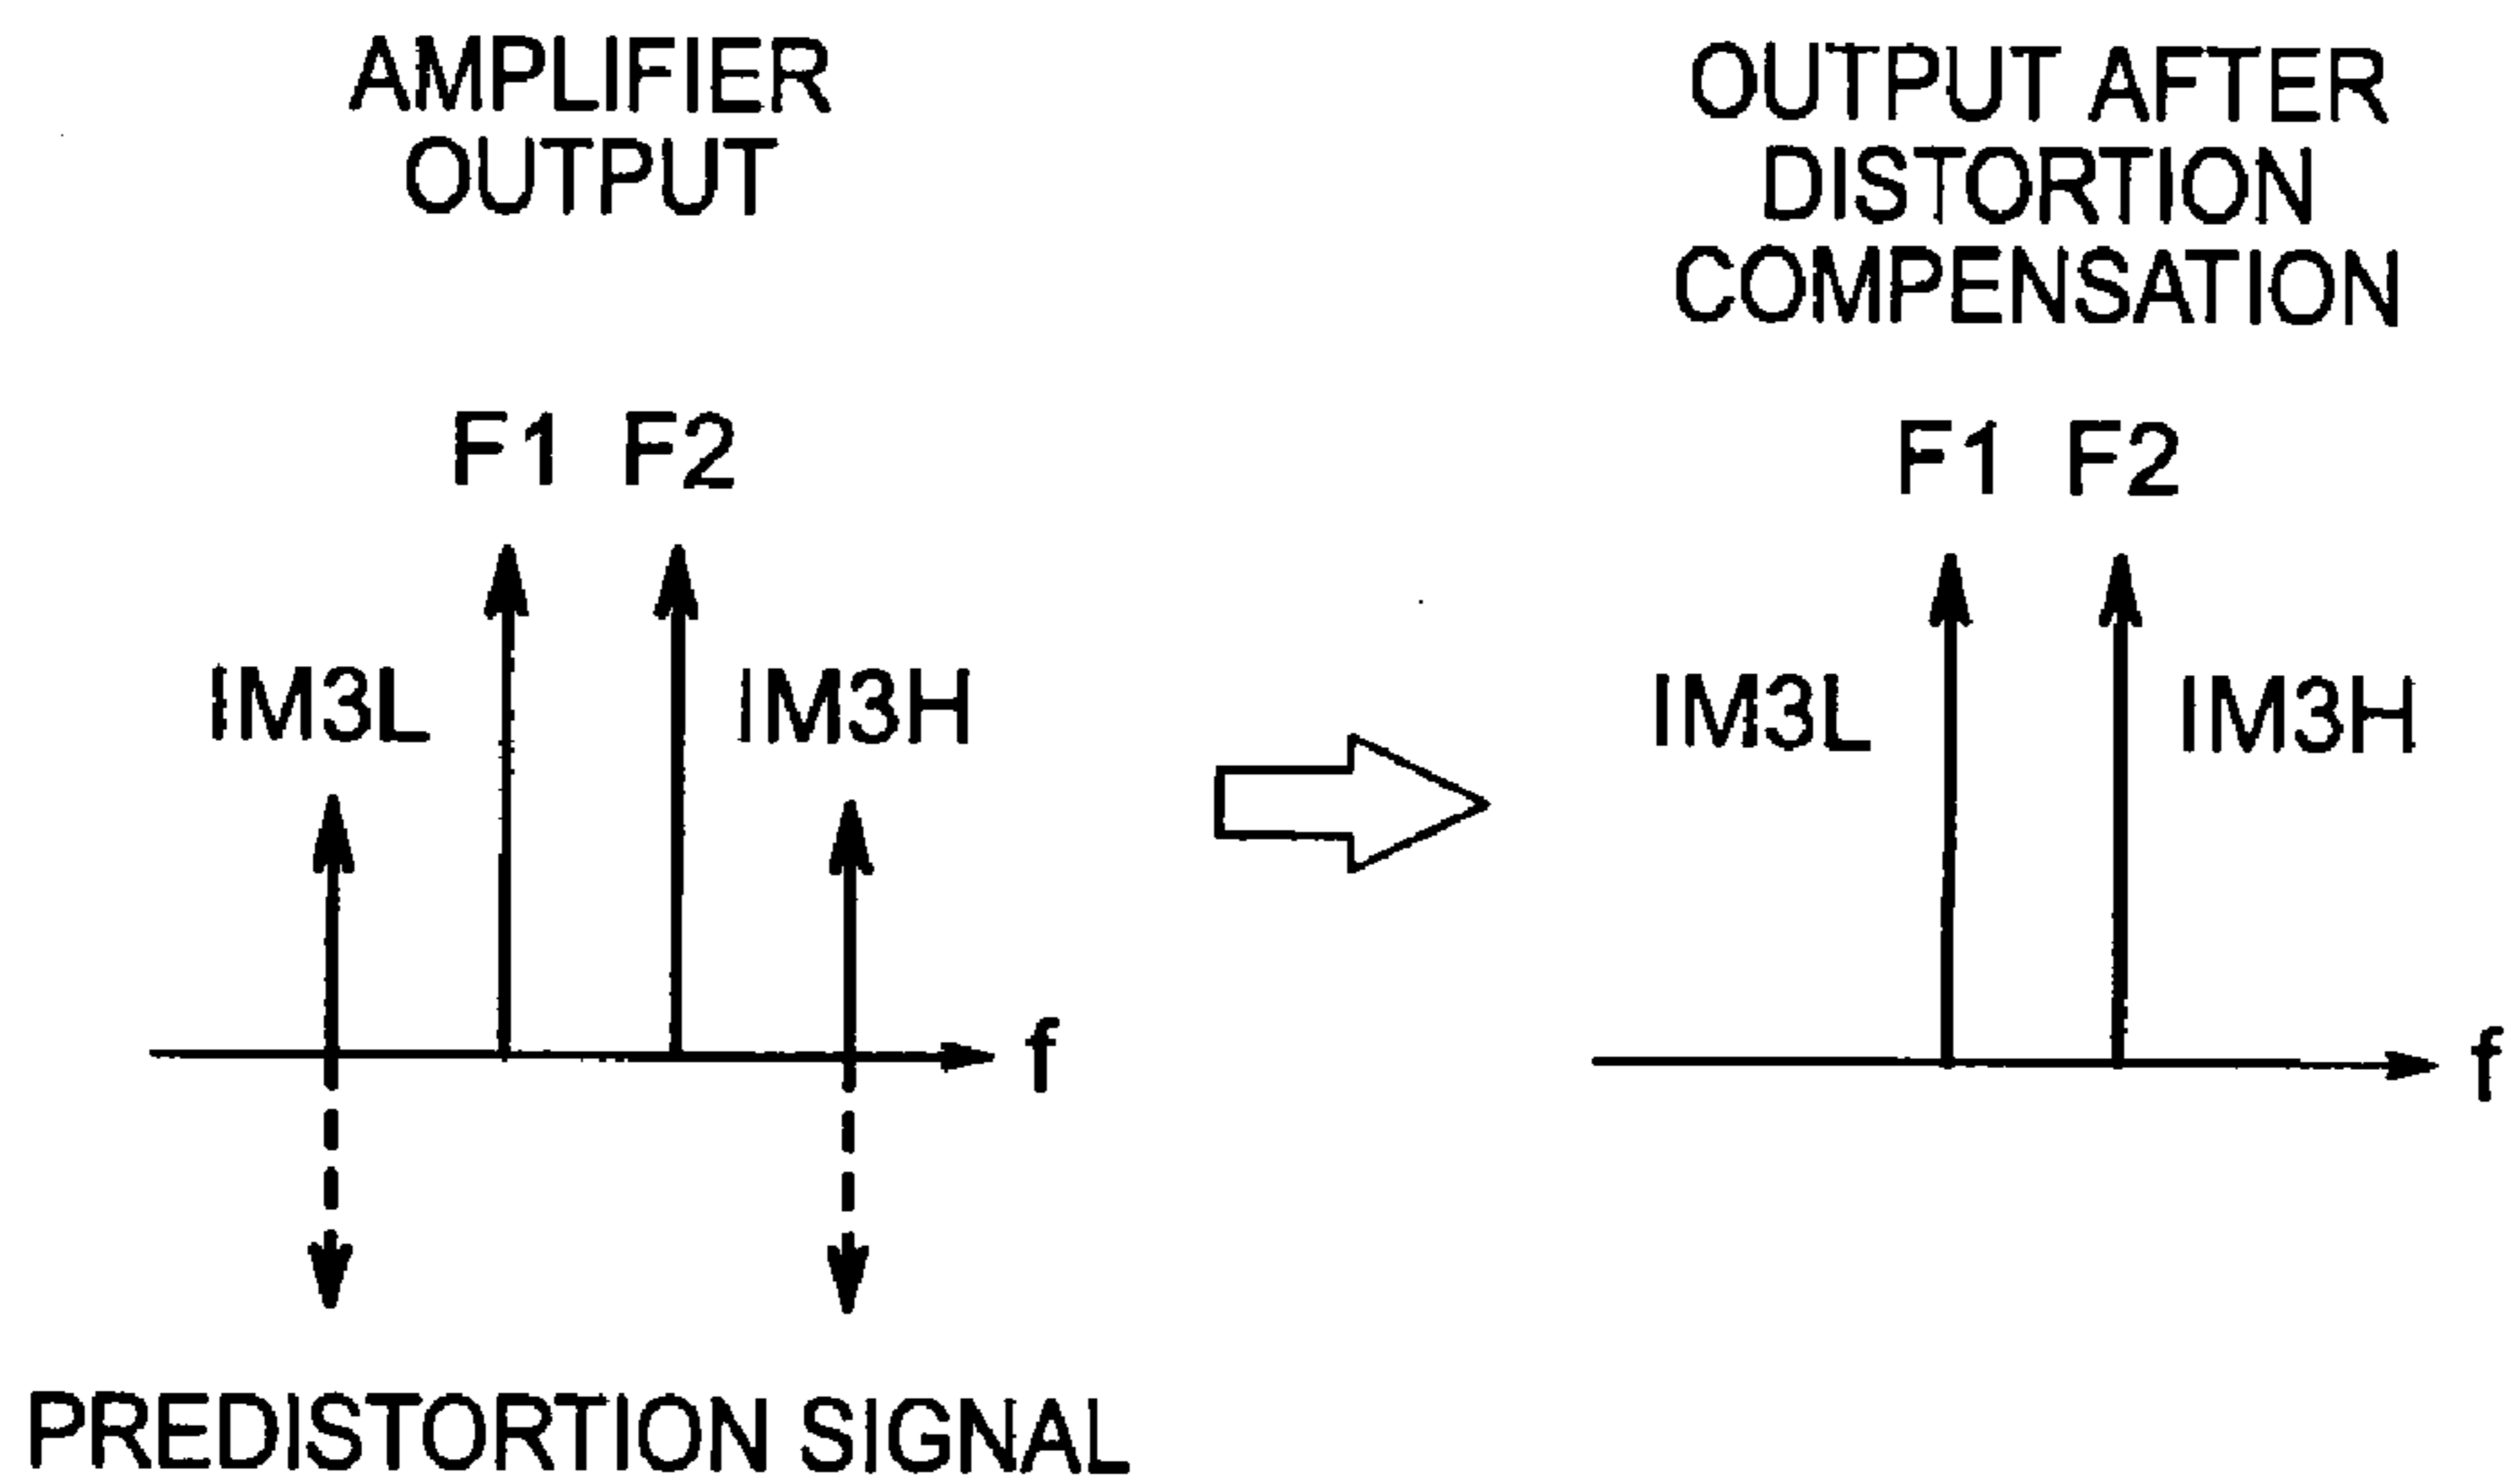 AMPLIFIER
OUTPUT
F1 F2
IM3L IM3H
f
PREDISTORTION SIGNAL
OUTPUT AFTER
DISTORTION
COMPENSATION
F1 F2
IM3L IM3H
f